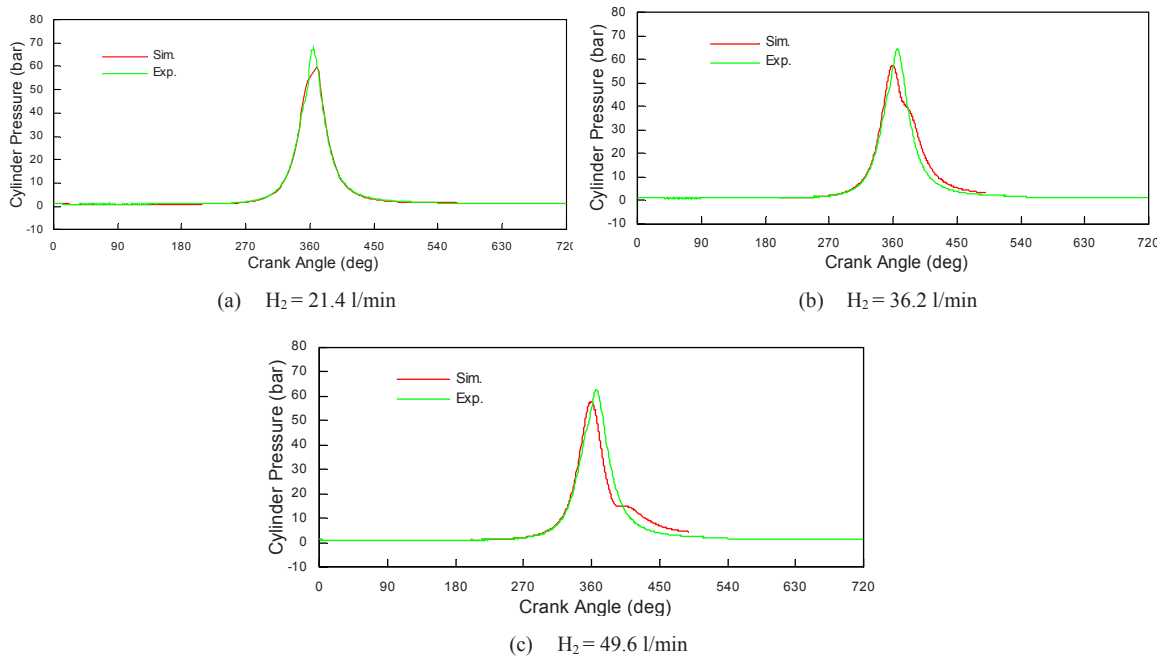 80
70
60
50
40
30
20
10
0
-10
Cylinder Pressure (bar)
Sim.
Exp.
0 90 180 270 360 450 540 630 720
Crank Angle (deg)
(a) H₂ = 21.4 l/min
80
70
60
50
40
30
20
10
0
-10
Cylinder Pressure (bar)
Sim.
Exp.
0 90 180 270 360 450 540 630 720
Crank Angle (deg)
(b) H₂ = 36.2 l/min
80
70
60
50
40
30
20
10
0
-10
Cylinder Pressure (bar)
Sim.
Exp.
0 90 180 270 360 450 540 630 720
Crank Angle (deg)
(c) H₂ = 49.6 l/min